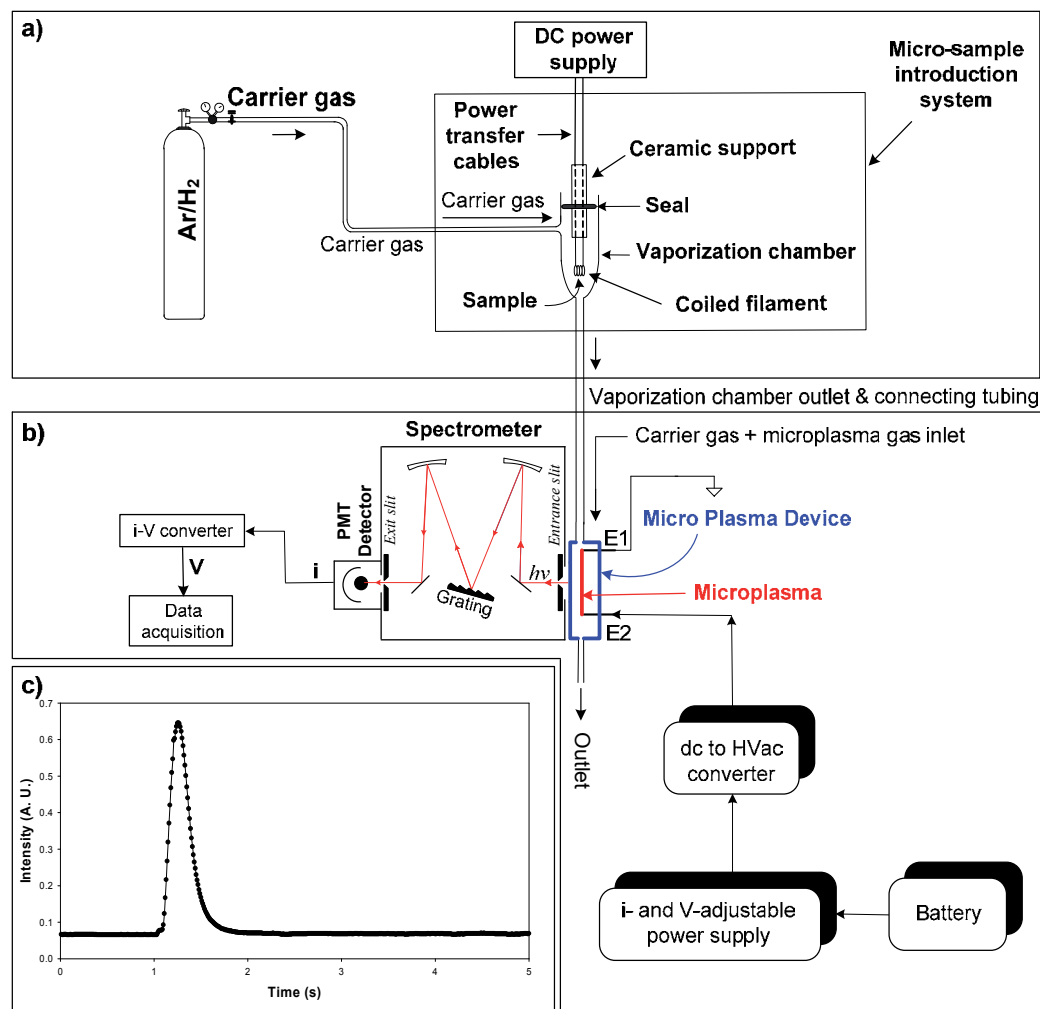 a)
DC power
supply
Micro-sample
introduction
system
Carrier gas
Power
transfer
cables
Ceramic support
Ar/H2
Carrier gas
Seal
Carrier gas
Vaporization chamber
Sample
Coiled filament
Vaporization chamber outlet & connecting tubing
b)
Spectrometer
Carrier gas + microplasma gas inlet
Exit slit
Entrance slit
PMT
Detector
i-V converter
V
i
Data
acquisition
Grating
hν
E1
Micro Plasma Device
Microplasma
E2
Outlet
dc to HVac
converter
i- and V-adjustable
power supply
Battery
c)
0.7
0.6
0.5
0.4
0.3
0.2
0.1
0.0
Intensity (A. U.)
0 1 2 3 4 5
Time (s)